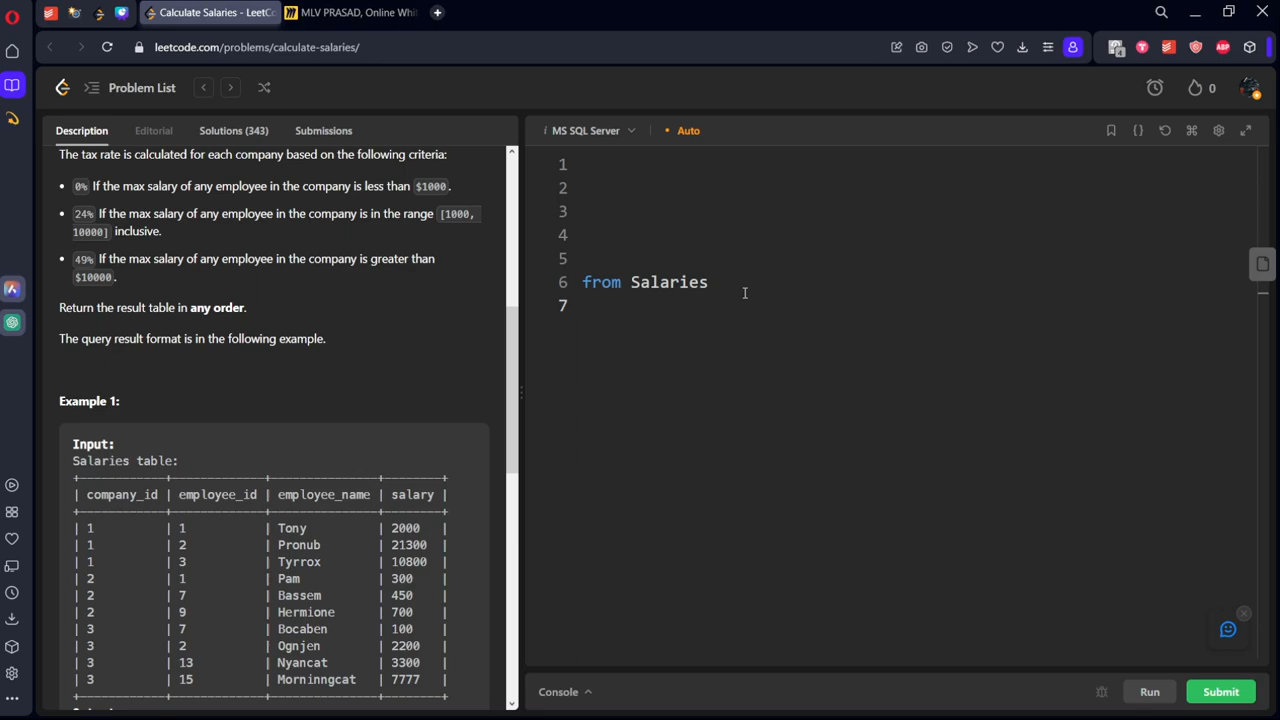 Calculate Salaries - LeetCo
MLV PRASAD, Online Whit
leetcode.com/problems/calculate-salaries/
4
ABP
Problem List
0
Description
Editorial
Solutions (343)
Submissions
i MS SQL Server
• Auto
{}
The tax rate is calculated for each company based on the following criteria:
• 0% If the max salary of any employee in the company is less than $1000.
• 24% If the max salary of any employee in the company is in the range [1000,
10000] inclusive.
• 49% If the max salary of any employee in the company is greater than
$10000.
Return the result table in any order.
The query result format is in the following example.
Example 1:
Input:
Salaries table:
+------------+-------------+---------------+--------+
| company_id | employee_id | employee_name | salary |
+------------+-------------+---------------+--------+
| 1 | 1 | Tony | 2000 |
| 1 | 2 | Pronub | 21300 |
| 1 | 3 | Tyrrox | 10800 |
| 2 | 1 | Pam | 300 |
| 2 | 7 | Bassem | 450 |
| 2 | 9 | Hermione | 700 |
| 3 | 7 | Bocaben | 100 |
| 3 | 2 | Ognjen | 2200 |
| 3 | 13 | Nyancat | 3300 |
| 3 | 15 | Morninngcat | 7777 |
+------------+-------------+---------------+--------+
1
2
3
4
5
6 from Salaries
7
Console
Run
Submit